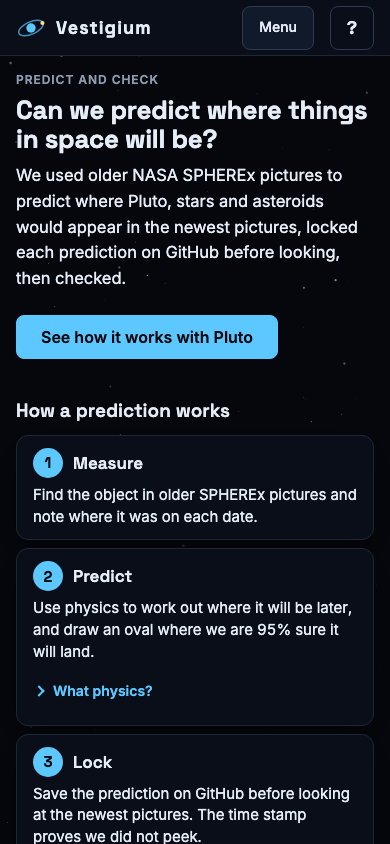 Vestigium
Menu
?
PREDICT AND CHECK
Can we predict where things
in space will be?
We used older NASA SPHEREx pictures to
predict where Pluto, stars and asteroids
would appear in the newest pictures, locked
each prediction on GitHub before looking,
then checked.
See how it works with Pluto
How a prediction works
1 Measure
Find the object in older SPHEREx pictures and
note where it was on each date.
2 Predict
Use physics to work out where it will be later,
and draw an oval where we are 95% sure it
will land.
What physics?
3 Lock
Save the prediction on GitHub before looking
at the newest pictures. The time stamp
proves we did not peek.